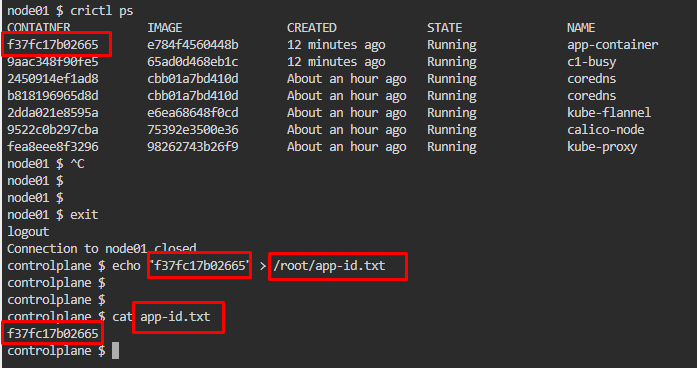 node01 $ crictl ps
CONTAINER IMAGE CREATED STATE NAME
f37fc17b02665 e784f4560448b 12 minutes ago Running app-container
9aac348f90fe5 65ad0d468eb1c 12 minutes ago Running c1-busy
2450914ef1ad8 cbb01a7bd410d About an hour ago Running coredns
b818196965d8d cbb01a7bd410d About an hour ago Running coredns
2dda021e8595a e6ea68648f0cd About an hour ago Running kube-flannel
9522c0b297cba 75392e3500e36 About an hour ago Running calico-node
fea8eee8f3296 98262743b26f9 About an hour ago Running kube-proxy
node01 $ ^C
node01 $
node01 $
node01 $ exit
logout
Connection to node01 closed
controlplane $ echo "f37fc17b02665" > /root/app-id.txt
controlplane $
controlplane $
controlplane $ cat app-id.txt
f37fc17b02665
controlplane $